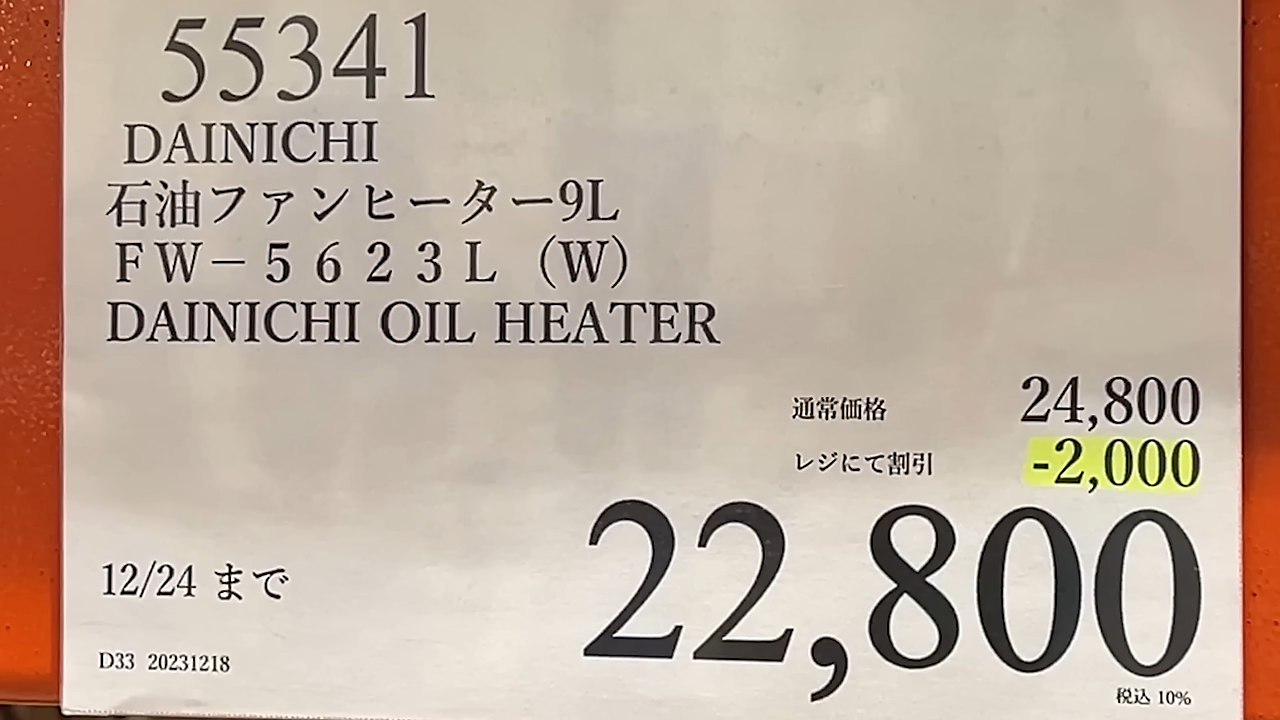 55341
DAINICHI
石油ファンヒーター9L
ＦＷ－５６２３Ｌ（W）
DAINICHI OIL HEATER
通常価格 24,800
レジにて割引 -2,000
22,800
12/24 まで
D33 20231218
税込 10%